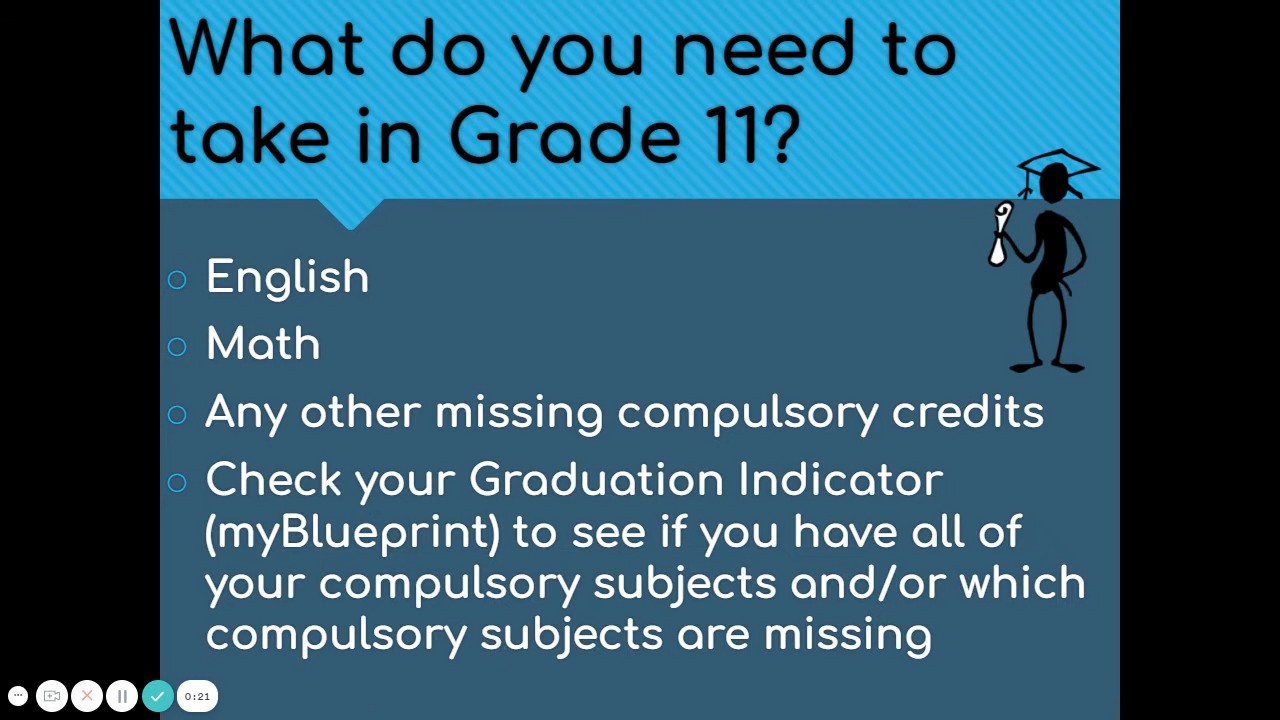 What do you need to
take in Grade 11?
English
Math
Any other missing compulsory credits
Check your Graduation Indicator
(myBlueprint) to see if you have all of
your compulsory subjects and/or which
compulsory subjects are missing
0:21